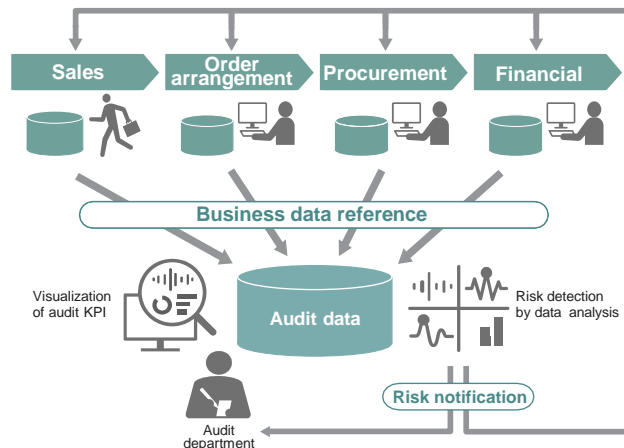 Sales
Order
arrangement
Procurement
Financial
Business data reference
Visualization
of audit KPI
Audit data
Risk detection
by data analysis
Risk notification
Audit
department